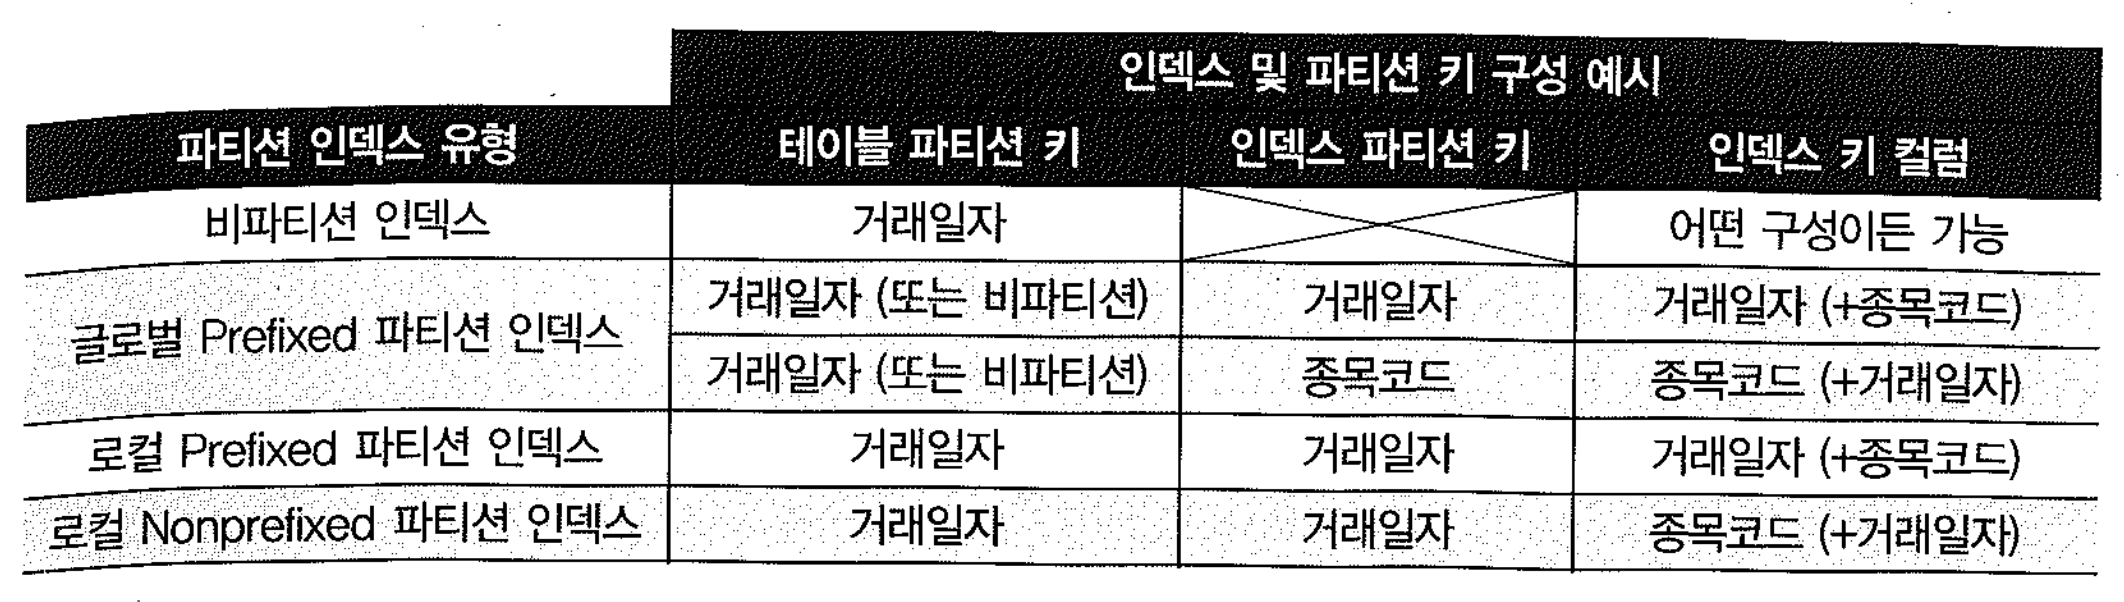 인덱스 및 파티션 키 구성 예시
파티션 인덱스 유형 테이블 파티션 키 인덱스 파티션 키 인덱스 키 컬럼
비파티션 인덱스 거래일자 어떤 구성이든 가능
글로벌 Prefixed 파티션 인덱스 거래일자 (또는 비파티션) 거래일자 거래일자 (+종목코드)
거래일자 (또는 비파티션) 종목코드 종목코드 (+거래일자)
로컬 Prefixed 파티션 인덱스 거래일자 거래일자 거래일자 (+종목코드)
로컬 Nonprefixed 파티션 인덱스 거래일자 거래일자 종목코드 (+거래일자)